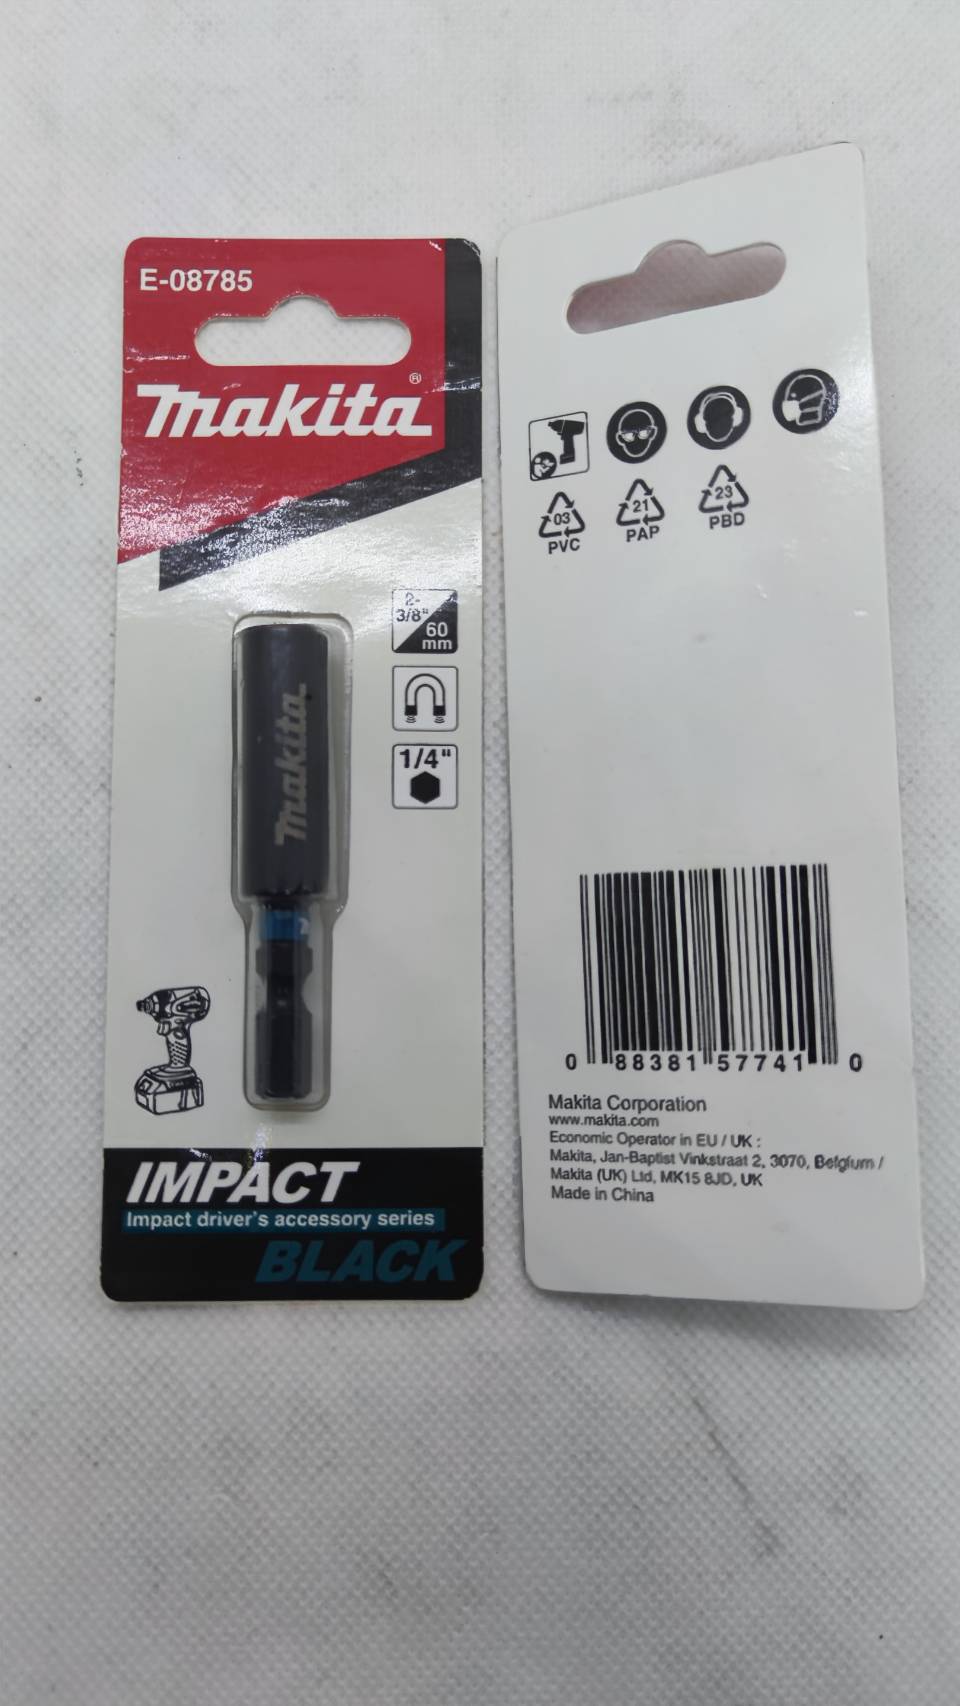 E-08785
makita®
2-
3/8"
60
mm
1/4"
makita
IMPACT
Impact driver's accessory series
BLACK
03
PVC
21
PAP
23
PBD
0 88381 57741 0
Makita Corporation
www.makita.com
Economic Operator in EU / UK :
Makita, Jan-Baptist Vinkstraat 2, 3070, Belgium /
Makita (UK) Ltd, MK15 8JD, UK
Made in China